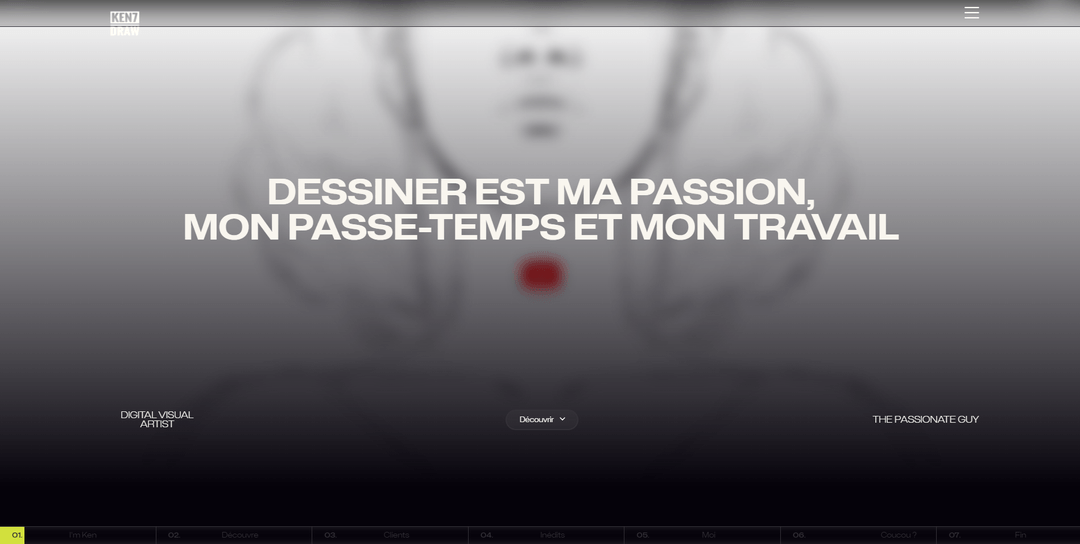 KEN7
DRAW
DESSINER EST MA PASSION,
MON PASSE-TEMPS ET MON TRAVAIL
DIGITAL VISUAL
ARTIST
Découvrir
THE PASSIONATE GUY
01.
I'm Ken
02.
Découvre
03.
Clients
04.
Inédits
05.
Moi
06.
Coucou ?
07.
Fin